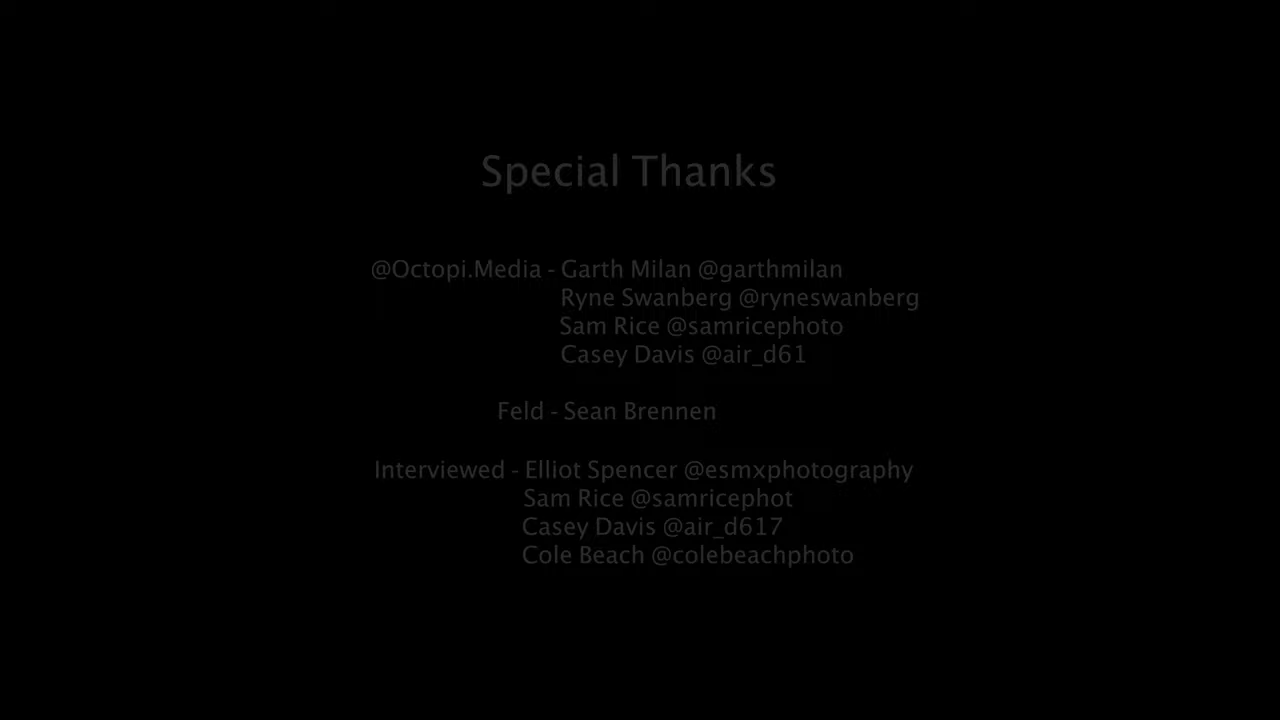 Special Thanks
@Octopi.Media - Garth Milan @garthmilan
Ryne Swanberg @ryneswanberg
Sam Rice @samricephoto
Casey Davis @air_d61
Feld - Sean Brennen
Interviewed - Elliot Spencer @esmxphotography
Sam Rice @samricephot
Casey Davis @air_d617
Cole Beach @colebeachphoto